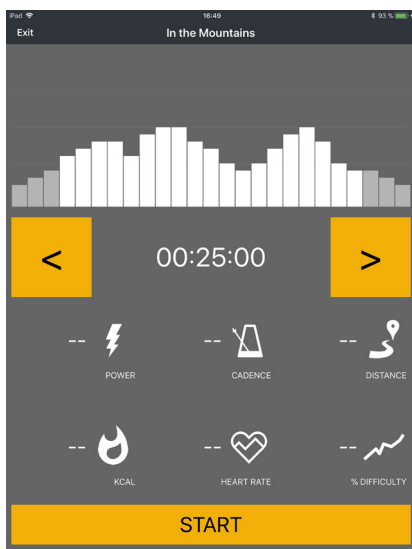 iPad 16:49 93 %
Exit In the Mountains
< 00:25:00 >
-- -- --
POWER CADENCE DISTANCE
-- -- --
KCAL HEART RATE % DIFFICULTY
START